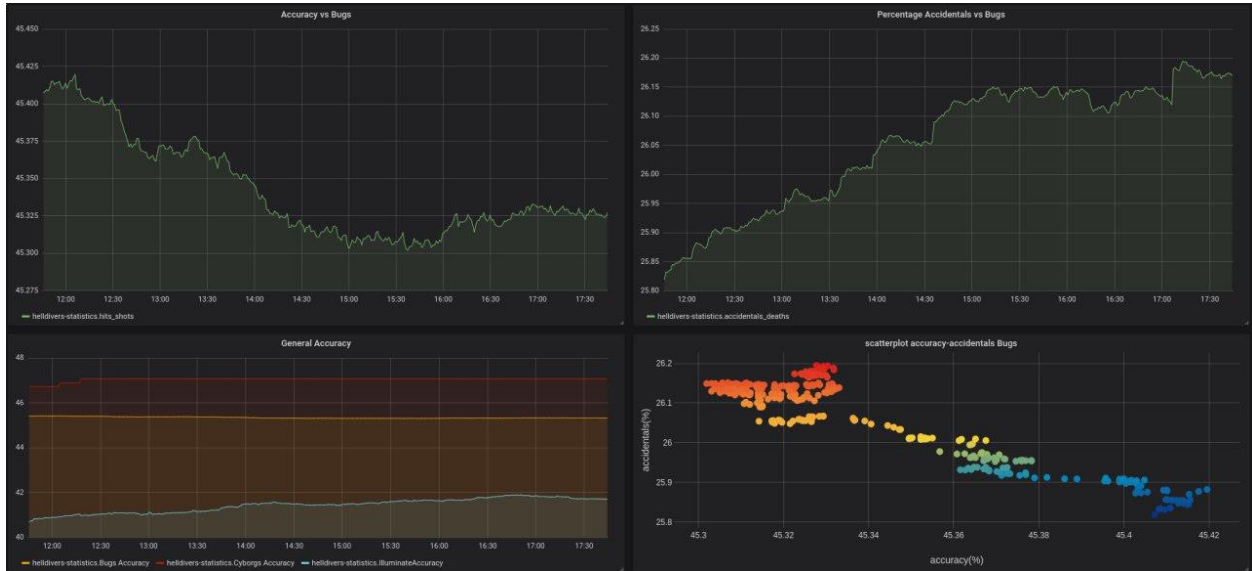 Accuracy vs Bugs
45.450
45.425
45.400
45.375
45.350
45.325
45.300
45.275
12:00 12:30 13:00 13:30 14:00 14:30 15:00 15:30 16:00 16:30 17:00 17:30
helldivers-statistics.hits_shots
Percentage Accidentals vs Bugs
26.25
26.20
26.15
26.10
26.05
26.00
25.95
25.90
25.85
25.80
12:00 12:30 13:00 13:30 14:00 14:30 15:00 15:30 16:00 16:30 17:00 17:30
helldivers-statistics.accidentals_deaths
General Accuracy
48
46
44
42
40
12:00 12:30 13:00 13:30 14:00 14:30 15:00 15:30 16:00 16:30 17:00 17:30
helldivers-statistics.Bugs Accuracy helldivers-statistics.Cyborgs Accuracy helldivers-statistics.IlluminateAccuracy
scatterplot accuracy-accidentals Bugs
accidentals(%)
26.2
26.1
26
25.9
25.8
45.3 45.32 45.34 45.36 45.38 45.4 45.42
accuracy(%)